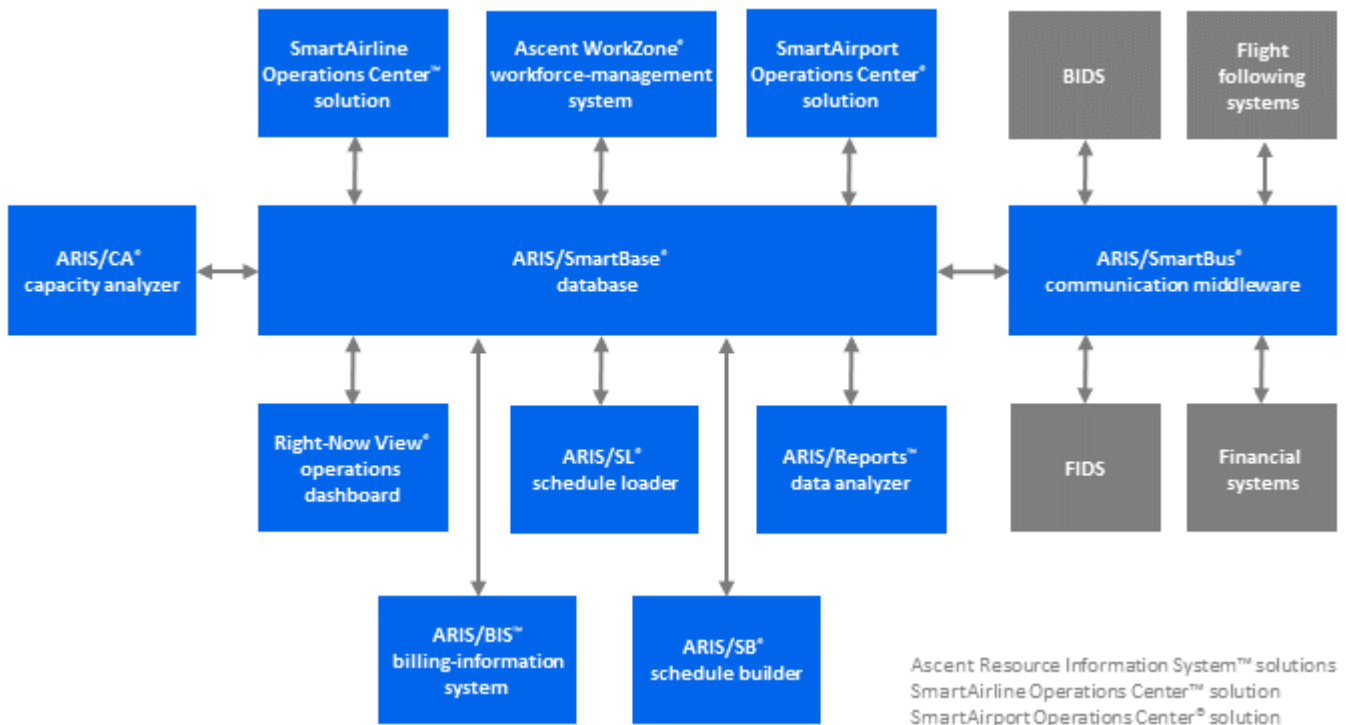 SmartAirline
Operations Center™
solution
Ascent WorkZone®
workforce-management
system
SmartAirport
Operations Center®
solution
BIDS
Flight
following
systems
ARIS/CA®
capacity analyzer
ARIS/SmartBase®
database
ARIS/SmartBus®
communication middleware
Right-Now View®
operations
dashboard
ARIS/SL®
schedule loader
ARIS/Reports™
data analyzer
FIDS
Financial
systems
ARIS/BIS™
billing-information
system
ARIS/SB®
schedule builder
Ascent Resource Information System™ solutions
SmartAirline Operations Center™ solution
SmartAirport Operations Center® solution